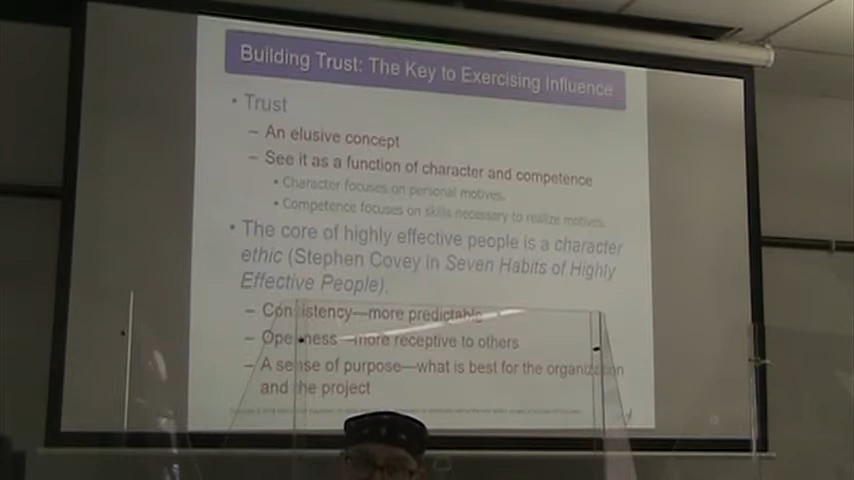 Building Trust: The Key to Exercising Influence
• Trust
– An elusive concept
– See it as a function of character and competence
• Character focuses on personal motives.
• Competence focuses on skills necessary to realize motives.
• The core of highly effective people is a character
ethic (Stephen Covey in Seven Habits of Highly
Effective People).
– Consistency—more predictable
– Openness—more receptive to others
– A sense of purpose—what is best for the organization
and the project